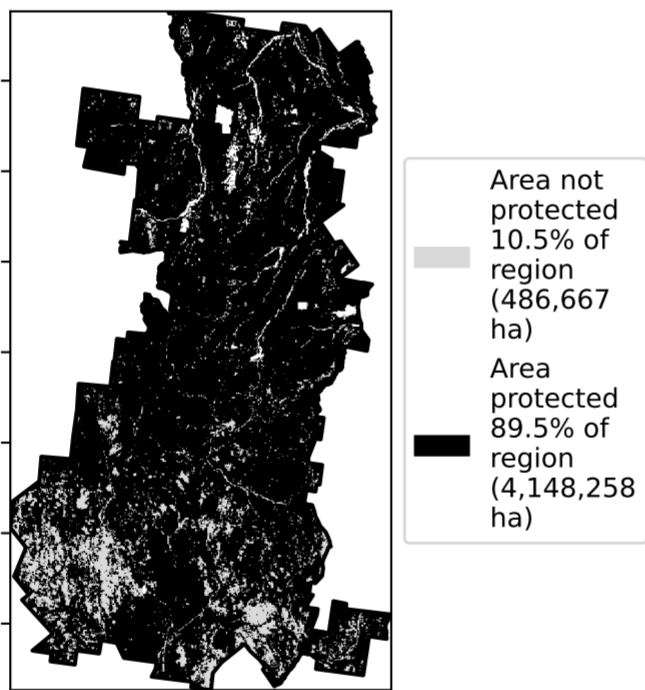 Area not
protected
10.5% of
region
(486,667
ha)
Area
protected
89.5% of
region
(4,148,258
ha)